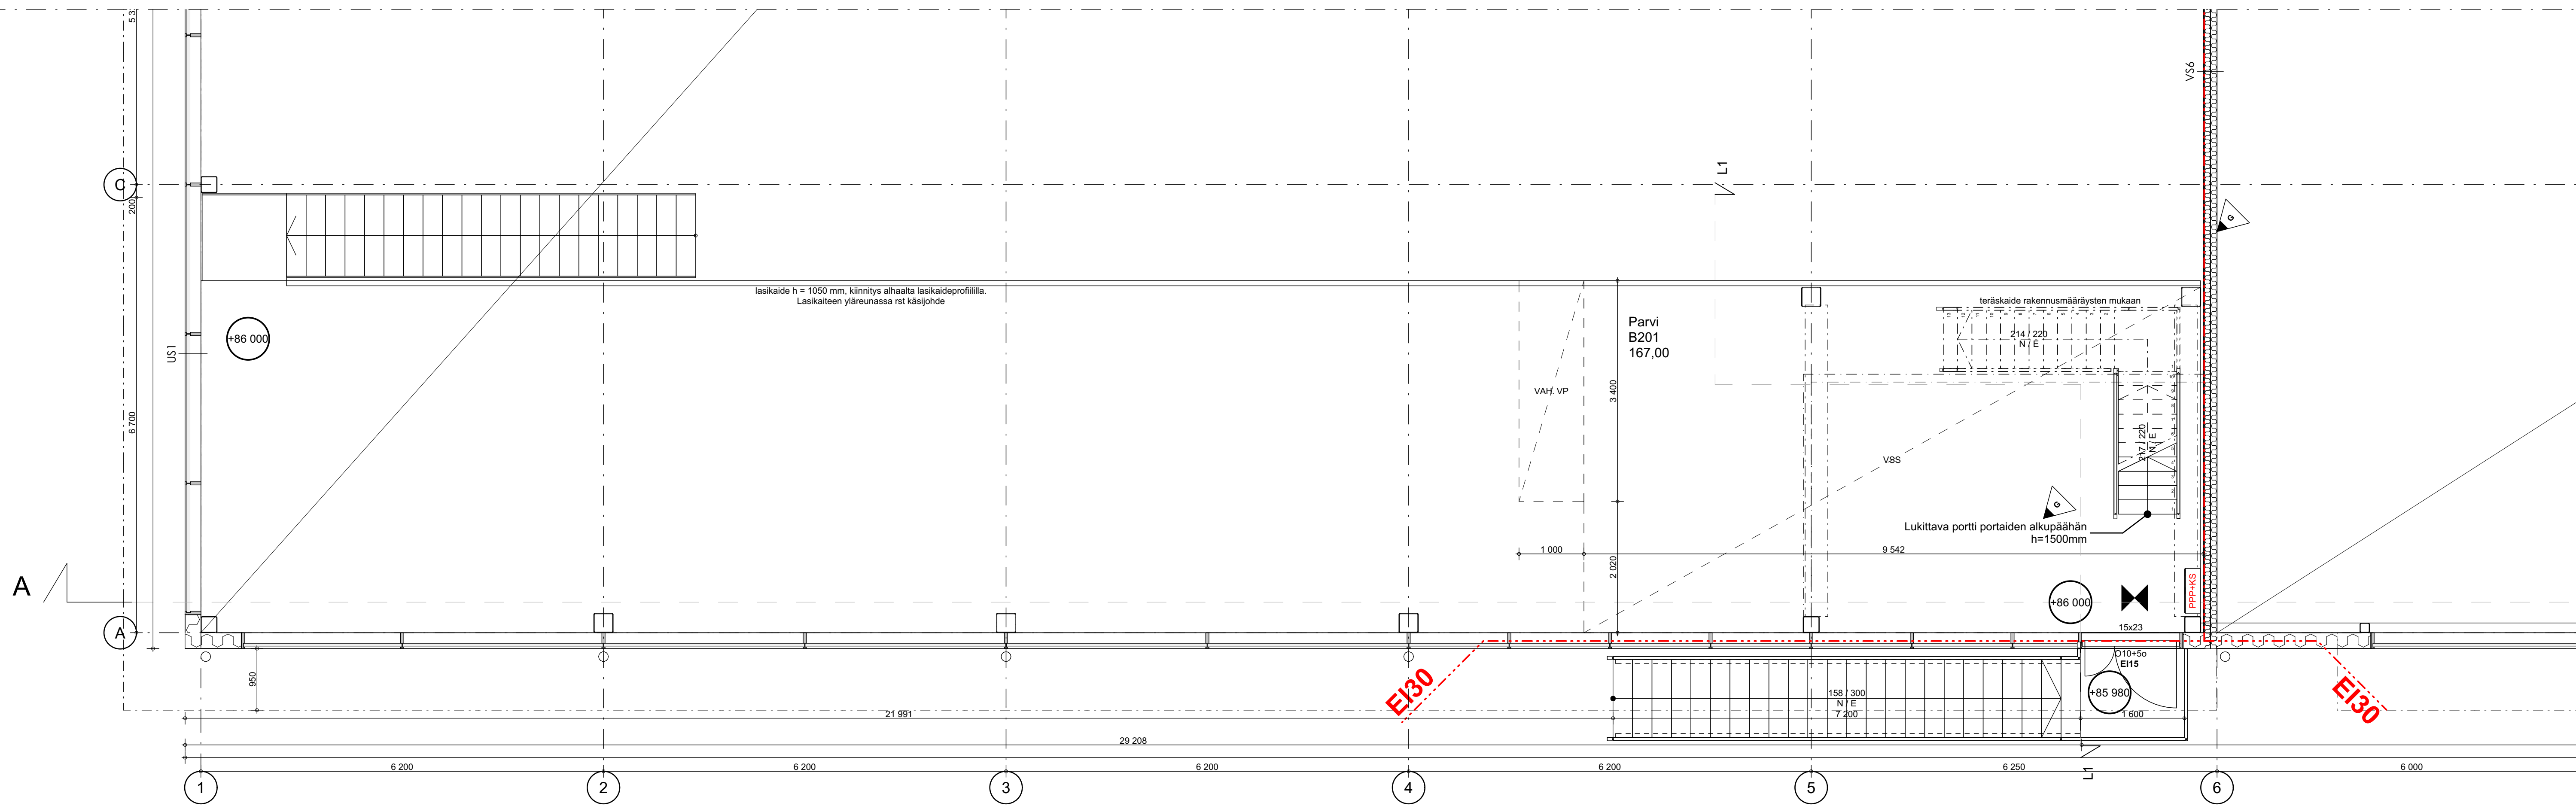 5 3
VS6
C
L1
200
G
lasikaide h = 1050 mm, kiinnitys alhaalta lasikaideprofiililla.
Lasikaiteen yläreunassa rst käsijohde
teräskaide rakennusmääräysten mukaan
+86 000
US1
Parvi
B201
167,00
214 / 220
N / E
VAH. VP
3 400
6 700
217 / 220
N / E
VSS
G
Lukittava portti portaiden alkupäähän
h=1500mm
1 000
9 542
2 020
A
PPP+KS
+86 000
A
15x23
O10+5o
EI15
950
EI30
158 / 300
N / E
7 200
+85 980
1 600
EI30
21 991
29 208
L1
6 200
6 200
6 200
6 200
6 250
6 000
1
2
3
4
5
6